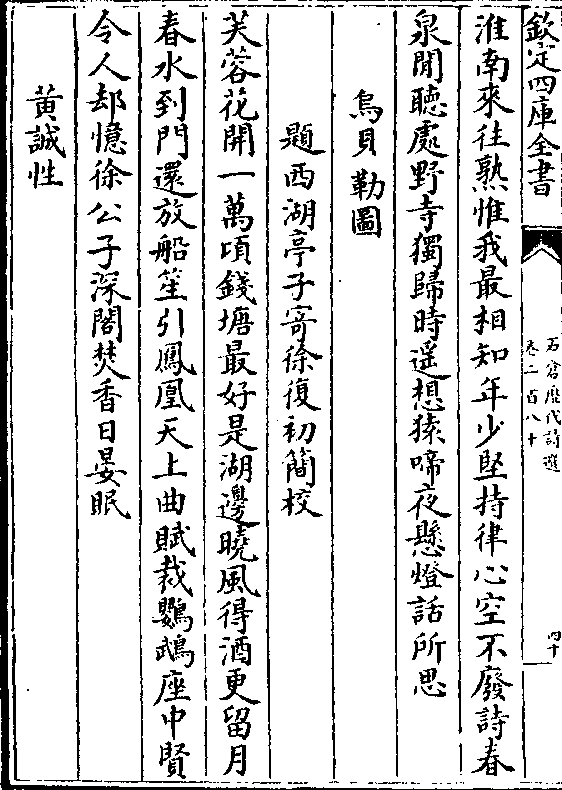 欽定四庫全書
石倉歷代詩選
卷二百八十
四十
淮南來往熟惟我最相知年少堅持律心空不廢詩春
泉閒聽處野寺獨歸時遥想猿啼夜懸燈話所思
烏貝勒圖
題西湖亭子寄徐復初簡校
芙蓉花開一萬頃錢塘最好是湖邊曉風得酒更留月
春水到門還放船笙引鳳凰天上曲賦裁鸚鵡座中賢
令人却憶徐公子深閣焚香日晏眠
黃誠性